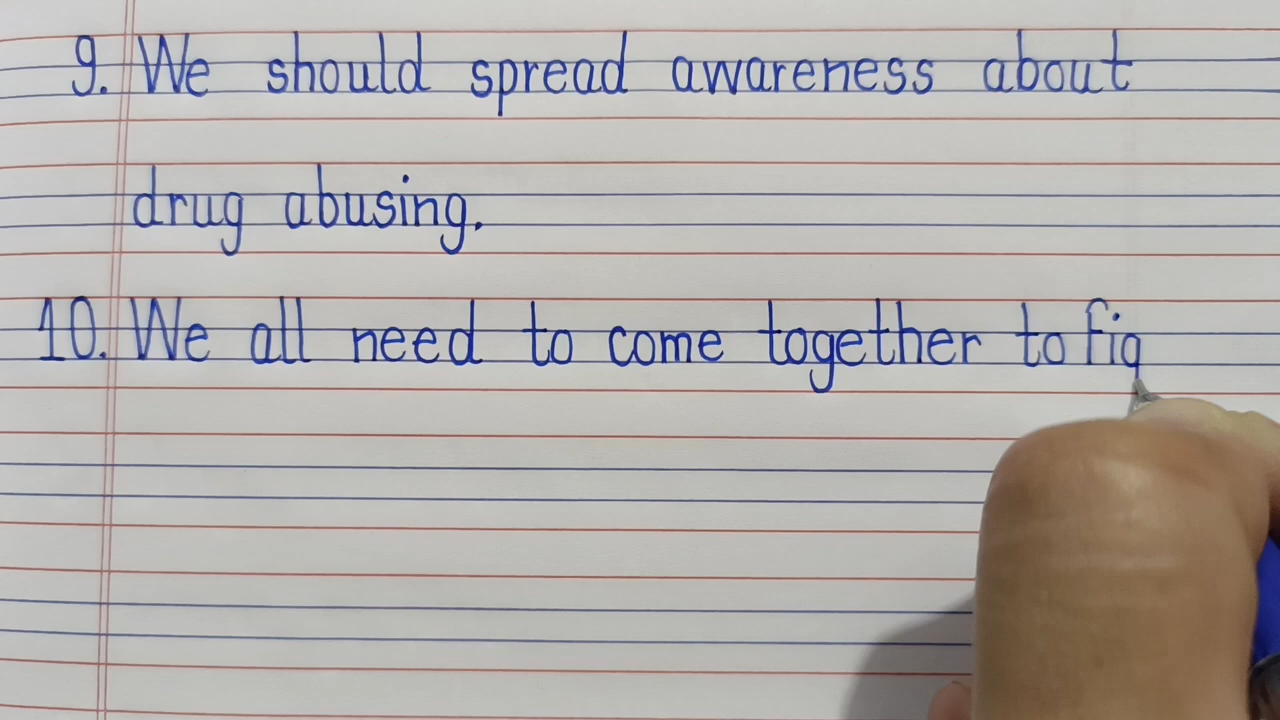 9. We should spread awareness about
drug abusing.
10. We all need to come together to fig